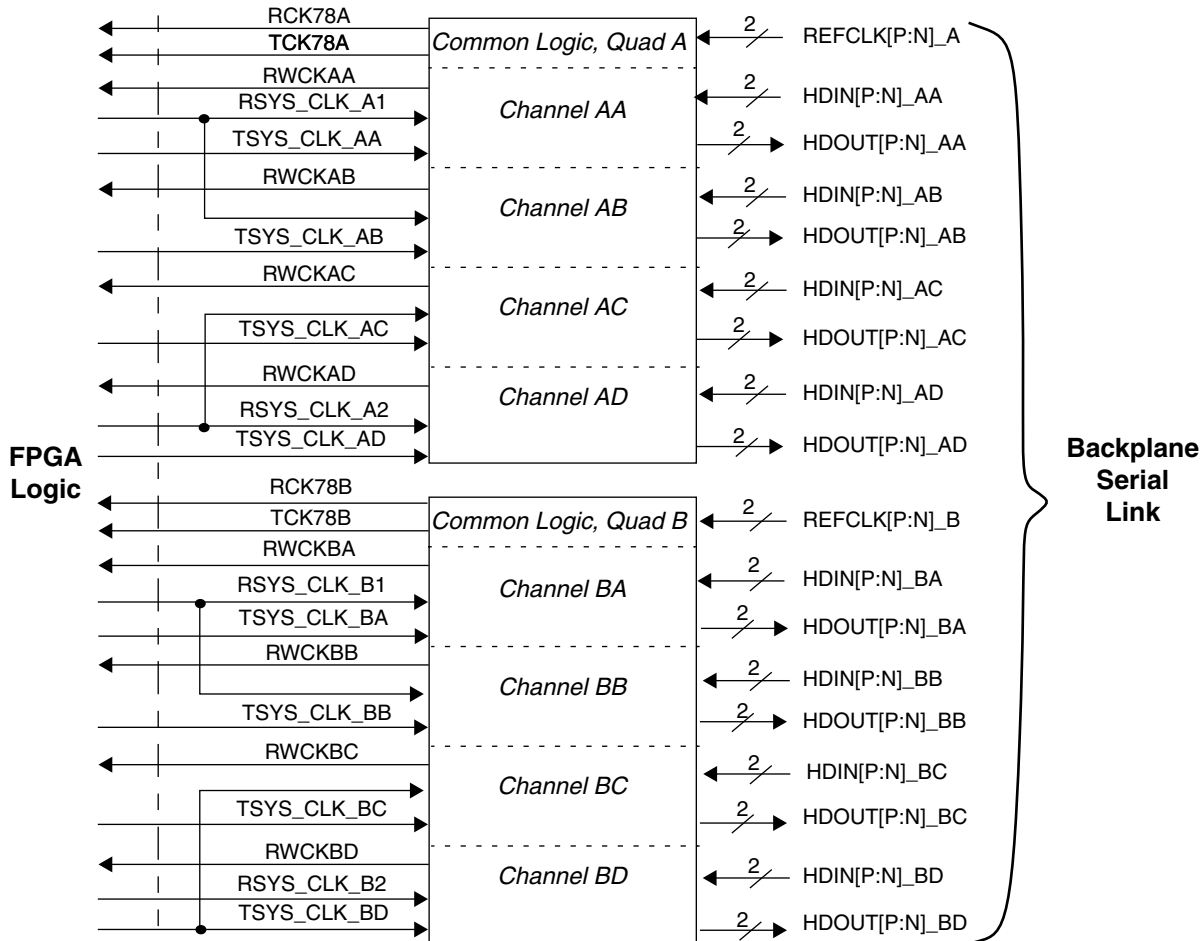 RCK78A
TCK78A
Common Logic, Quad A
2
REFCLK[P:N]_A
RWCKAA
RSYS_CLK_A1
Channel AA
2
HDIN[P:N]_AA
TSYS_CLK_AA
2
HDOUT[P:N]_AA
RWCKAB
Channel AB
2
HDIN[P:N]_AB
TSYS_CLK_AB
2
HDOUT[P:N]_AB
RWCKAC
Channel AC
2
HDIN[P:N]_AC
TSYS_CLK_AC
2
HDOUT[P:N]_AC
RWCKAD
Channel AD
2
HDIN[P:N]_AD
RSYS_CLK_A2
TSYS_CLK_AD
2
HDOUT[P:N]_AD
FPGA
Logic
Backplane
Serial
Link
RCK78B
TCK78B
Common Logic, Quad B
2
REFCLK[P:N]_B
RWCKBA
RSYS_CLK_B1
Channel BA
2
HDIN[P:N]_BA
TSYS_CLK_BA
2
HDOUT[P:N]_BA
RWCKBB
Channel BB
2
HDIN[P:N]_BB
TSYS_CLK_BB
2
HDOUT[P:N]_BB
RWCKBC
Channel BC
2
HDIN[P:N]_BC
TSYS_CLK_BC
2
HDOUT[P:N]_BC
RWCKBD
Channel BD
2
HDIN[P:N]_BD
RSYS_CLK_B2
TSYS_CLK_BD
2
HDOUT[P:N]_BD